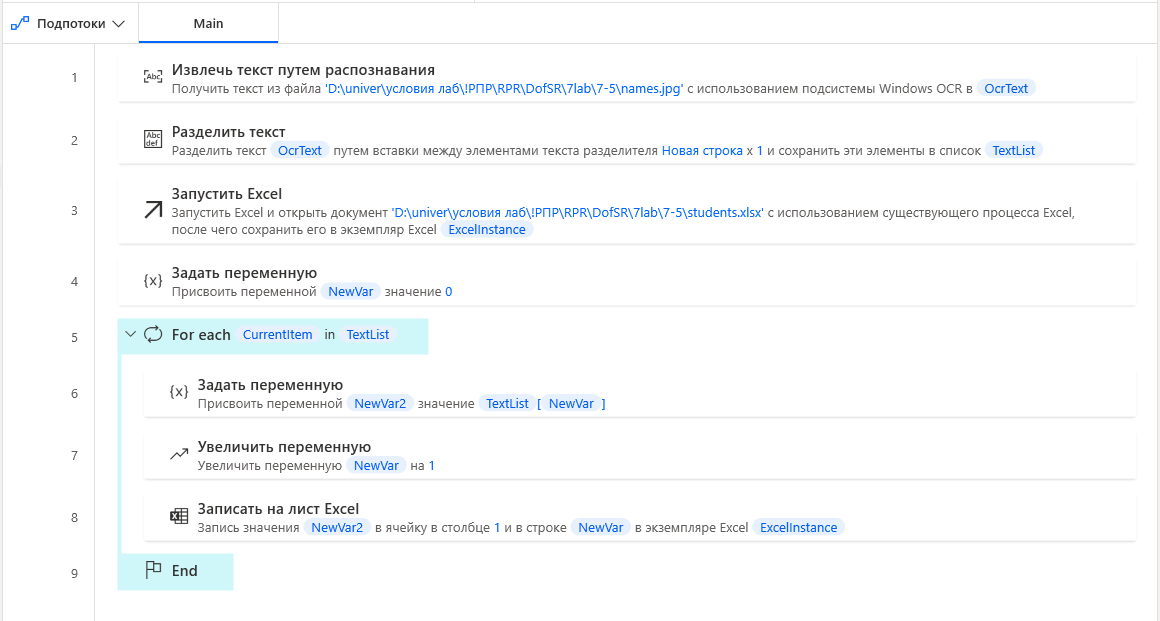 Подпотоки Main
1 Извлечь текст путем распознавания
Получить текст из файла 'D:\univer\условия лаб\!РПР\RPR\DofSR\7lab\7-5\names.jpg' с использованием подсистемы Windows OCR в OcrText
2 Разделить текст
Разделить текст OcrText путем вставки между элементами текста разделителя Новая строка x 1 и сохранить эти элементы в список TextList
3 Запустить Excel
Запустить Excel и открыть документ 'D:\univer\условия лаб\!РПР\RPR\DofSR\7lab\7-5\students.xlsx' с использованием существующего процесса Excel,
после чего сохранить его в экземпляр Excel ExcelInstance
4 Задать переменную
Присвоить переменной NewVar значение 0
5 For each CurrentItem in TextList
6 Задать переменную
Присвоить переменной NewVar2 значение TextList [ NewVar ]
7 Увеличить переменную
Увеличить переменную NewVar на 1
8 Записать на лист Excel
Запись значения NewVar2 в ячейку в столбце 1 и в строке NewVar в экземпляре Excel ExcelInstance
9 End